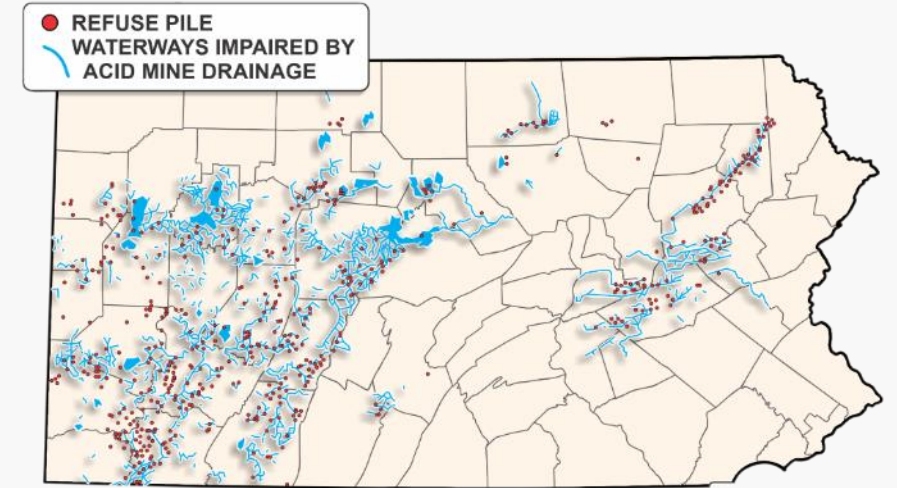 REFUSE PILE
WATERWAYS IMPAIRED BY
ACID MINE DRAINAGE